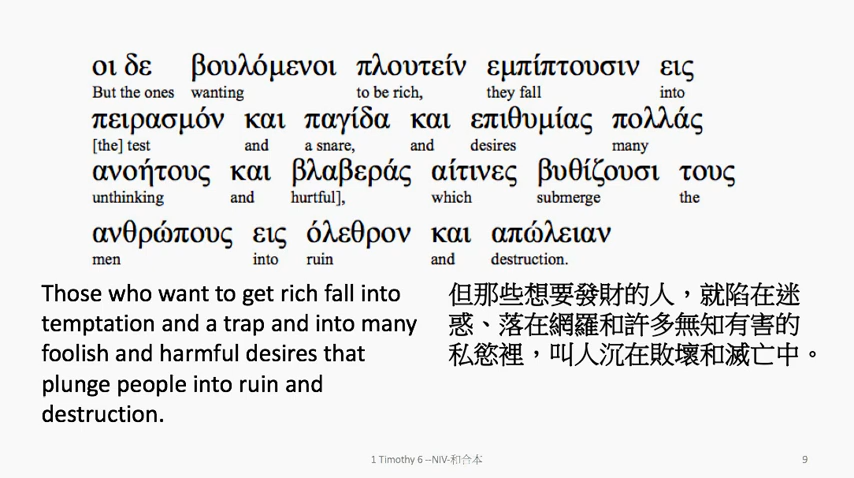 οι δε βουλόμενοι πλουτείν εμπίπτουσιν εις
But the ones wanting to be rich, they fall into
πειρασμόν και παγίδα και επιθυμίας πολλάς
[the] test and a snare, and desires many
ανοήτους και βλαβεράς αίτινες βυθίζουσι τους
unthinking and hurtful], which submerge the
ανθρώπους εις όλεθρον και απώλειαν
men into ruin and destruction.
Those who want to get rich fall into
temptation and a trap and into many
foolish and harmful desires that
plunge people into ruin and
destruction.
但那些想要發財的人，就陷在迷
惑、落在網羅和許多無知有害的
私慾裡，叫人沉在敗壞和滅亡中。
1 Timothy 6 --NIV-和合本
9